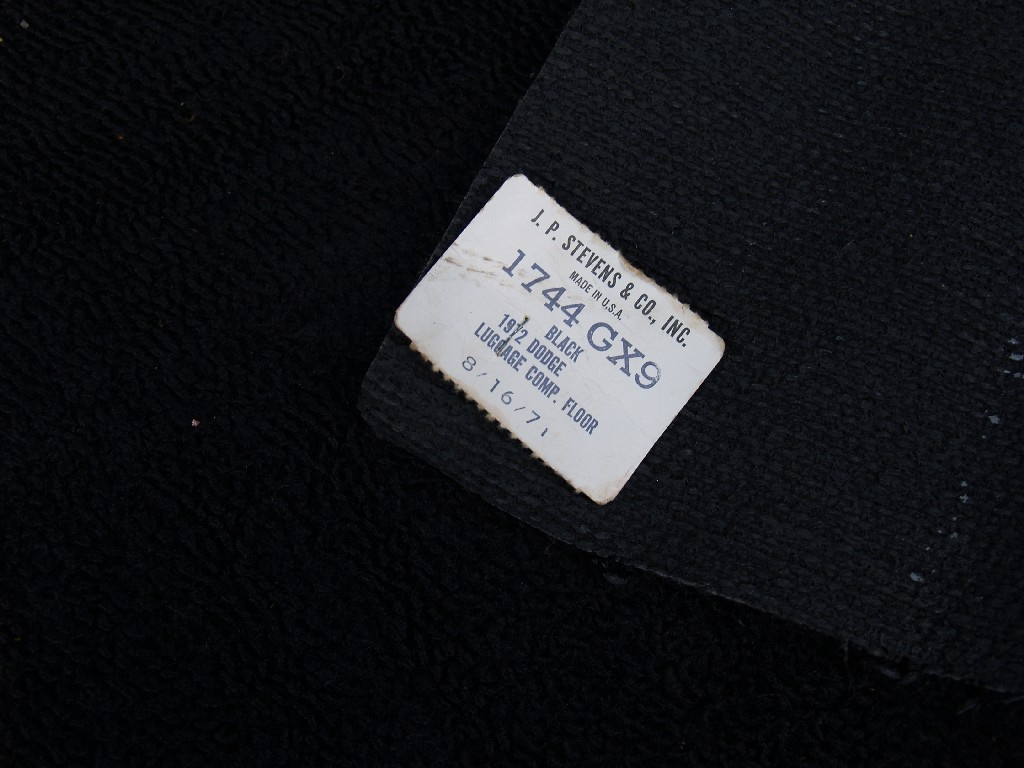 J. P. STEVENS & CO., INC.
MADE IN U.S.A.
1744 GX9
BLACK
1972 DODGE
LUGGAGE COMP. FLOOR
8/16/71